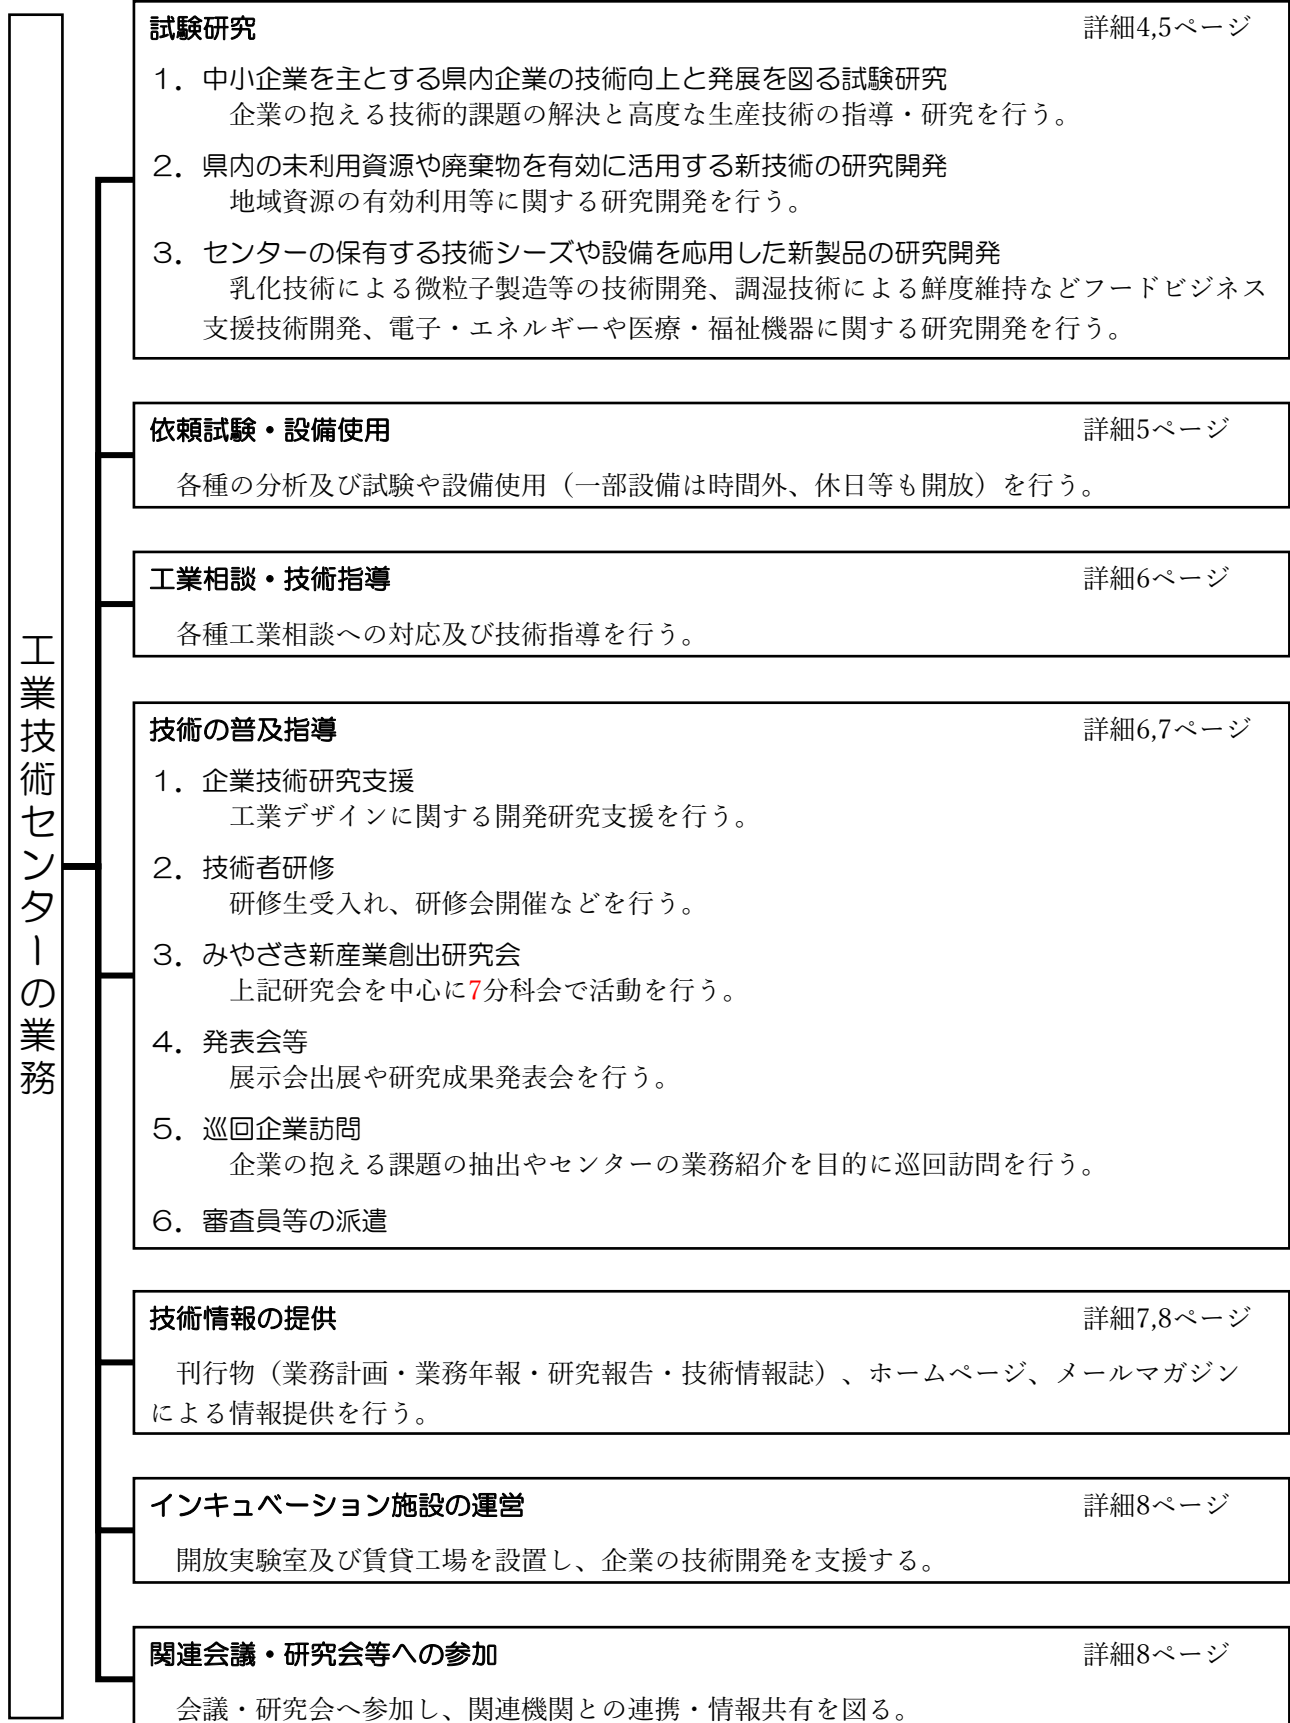 工業技術センターの業務
試験研究 詳細4,5ページ
1．中小企業を主とする県内企業の技術向上と発展を図る試験研究
企業の抱える技術的課題の解決と高度な生産技術の指導・研究を行う。
2．県内の未利用資源や廃棄物を有効に活用する新技術の研究開発
地域資源の有効利用等に関する研究開発を行う。
3．センターの保有する技術シーズや設備を応用した新製品の研究開発
乳化技術による微粒子製造等の技術開発、調湿技術による鮮度維持などフードビジネス
支援技術開発、電子・エネルギーや医療・福祉機器に関する研究開発を行う。
依頼試験・設備使用 詳細5ページ
各種の分析及び試験や設備使用（一部設備は時間外、休日等も開放）を行う。
工業相談・技術指導 詳細6ページ
各種工業相談への対応及び技術指導を行う。
技術の普及指導 詳細6,7ページ
1．企業技術研究支援
工業デザインに関する開発研究支援を行う。
2．技術者研修
研修生受入れ、研修会開催などを行う。
3．みやざき新産業創出研究会
上記研究会を中心に7分科会で活動を行う。
4．発表会等
展示会出展や研究成果発表会を行う。
5．巡回企業訪問
企業の抱える課題の抽出やセンターの業務紹介を目的に巡回訪問を行う。
6．審査員等の派遣
技術情報の提供 詳細7,8ページ
刊行物（業務計画・業務年報・研究報告・技術情報誌）、ホームページ、メールマガジン
による情報提供を行う。
インキュベーション施設の運営 詳細8ページ
開放実験室及び賃貸工場を設置し、企業の技術開発を支援する。
関連会議・研究会等への参加 詳細8ページ
会議・研究会へ参加し、関連機関との連携・情報共有を図る。